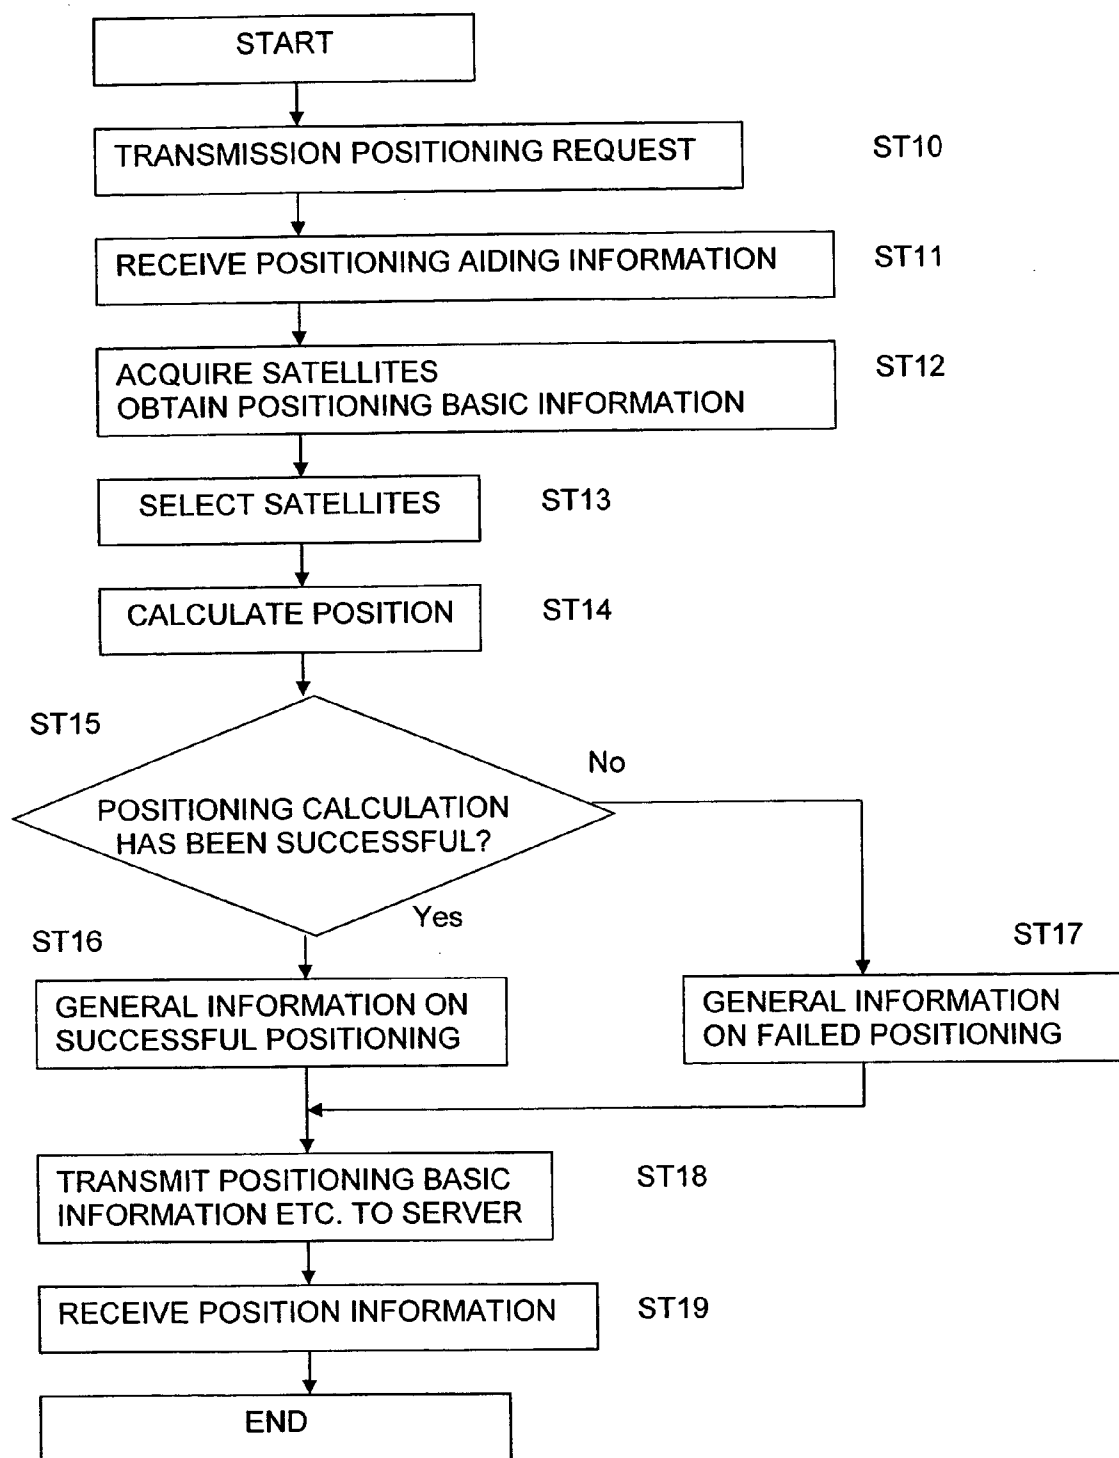 START
TRANSMISSION POSITIONING REQUEST
ST10
RECEIVE POSITIONING AIDING INFORMATION
ST11
ACQUIRE SATELLITES
OBTAIN POSITIONING BASIC INFORMATION
ST12
SELECT SATELLITES
ST13
CALCULATE POSITION
ST14
ST15
No
POSITIONING CALCULATION
HAS BEEN SUCCESSFUL?
Yes
ST16
ST17
GENERAL INFORMATION ON
SUCCESSFUL POSITIONING
GENERAL INFORMATION
ON FAILED POSITIONING
TRANSMIT POSITIONING BASIC
INFORMATION ETC. TO SERVER
ST18
RECEIVE POSITION INFORMATION
ST19
END